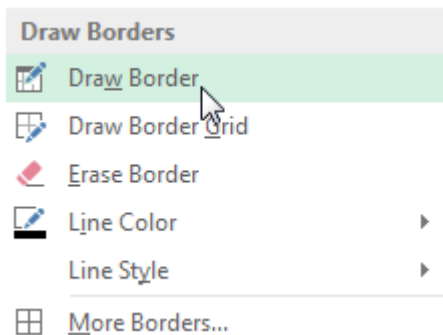 Draw Borders
Draw Border
Draw Border Grid
Erase Border
Line Color
Line Style
More Borders...